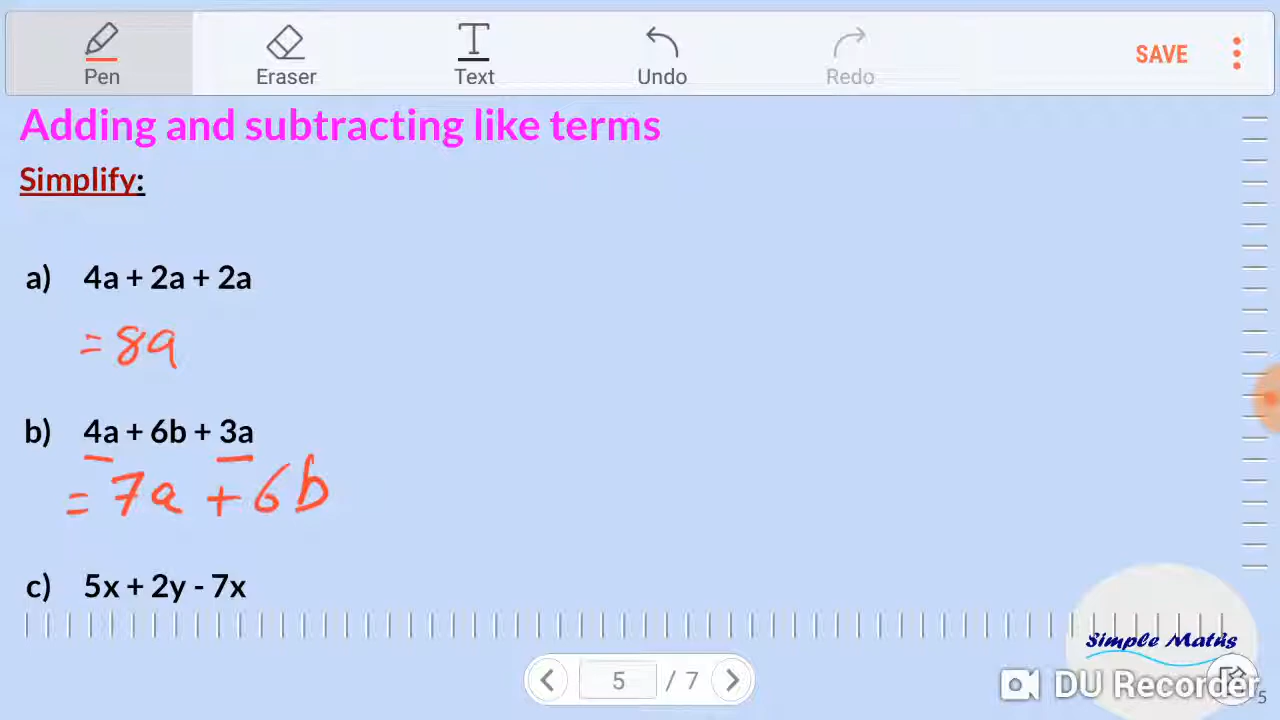 Pen Eraser Text Undo Redo SAVE
Adding and subtracting like terms
Simplify:
a) 4a + 2a + 2a
= 8a
b) 4a + 6b + 3a
= 7a + 6b
c) 5x + 2y - 7x
Simple Maths
5 / 7
DU Recorder
5